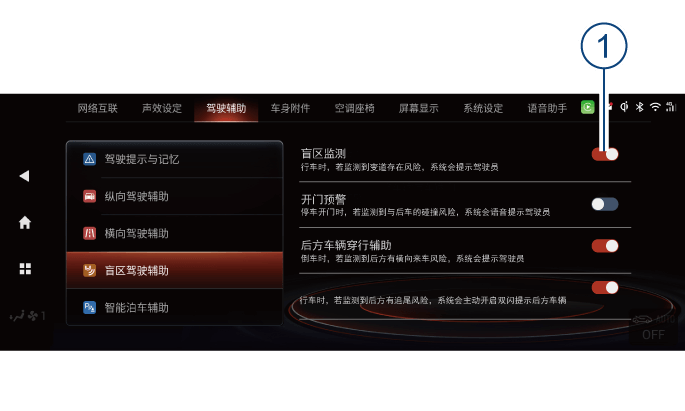 1
网络互联 声效设定 驾驶辅助 车身附件 空调座椅 屏幕显示 系统设定 语音助手
驾驶提示与记忆
纵向驾驶辅助
横向驾驶辅助
盲区驾驶辅助
智能泊车辅助
盲区监测
行车时，若监测到变道存在风险，系统会提示驾驶员
开门预警
停车开门时，若监测到与后车的碰撞风险，系统会语音提示驾驶员
后方车辆穿行辅助
倒车时，若监测到后方有横向来车风险，系统会提示驾驶员
行车时，若监测到后方有追尾风险，系统会主动开启双闪提示后方车辆
1
AUTO
OFF